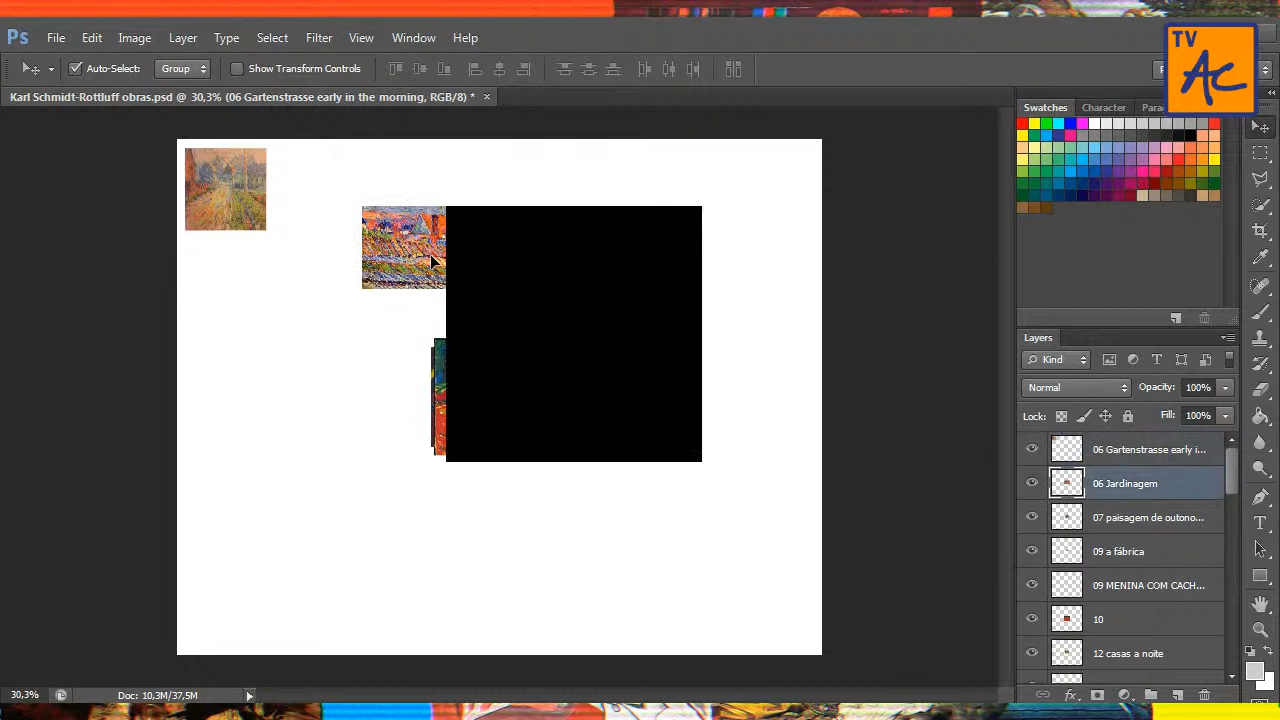 TV
AC
Ps File Edit Image Layer Type Select Filter View Window Help
Auto-Select: Group Show Transform Controls
Karl Schmidt-Rottluff obras.psd @ 30,3% (06 Gartenstrasse early in the morning, RGB/8) * ×
Swatches Character Para
Layers
Kind
Normal Opacity: 100%
Lock: Fill: 100%
06 Gartenstrasse early i...
06 Jardinagem
07 paisagem de outono...
09 a fábrica
09 MENINA COM CACH...
10
12 casas a noite
30,3% Doc: 10,3M/37,5M